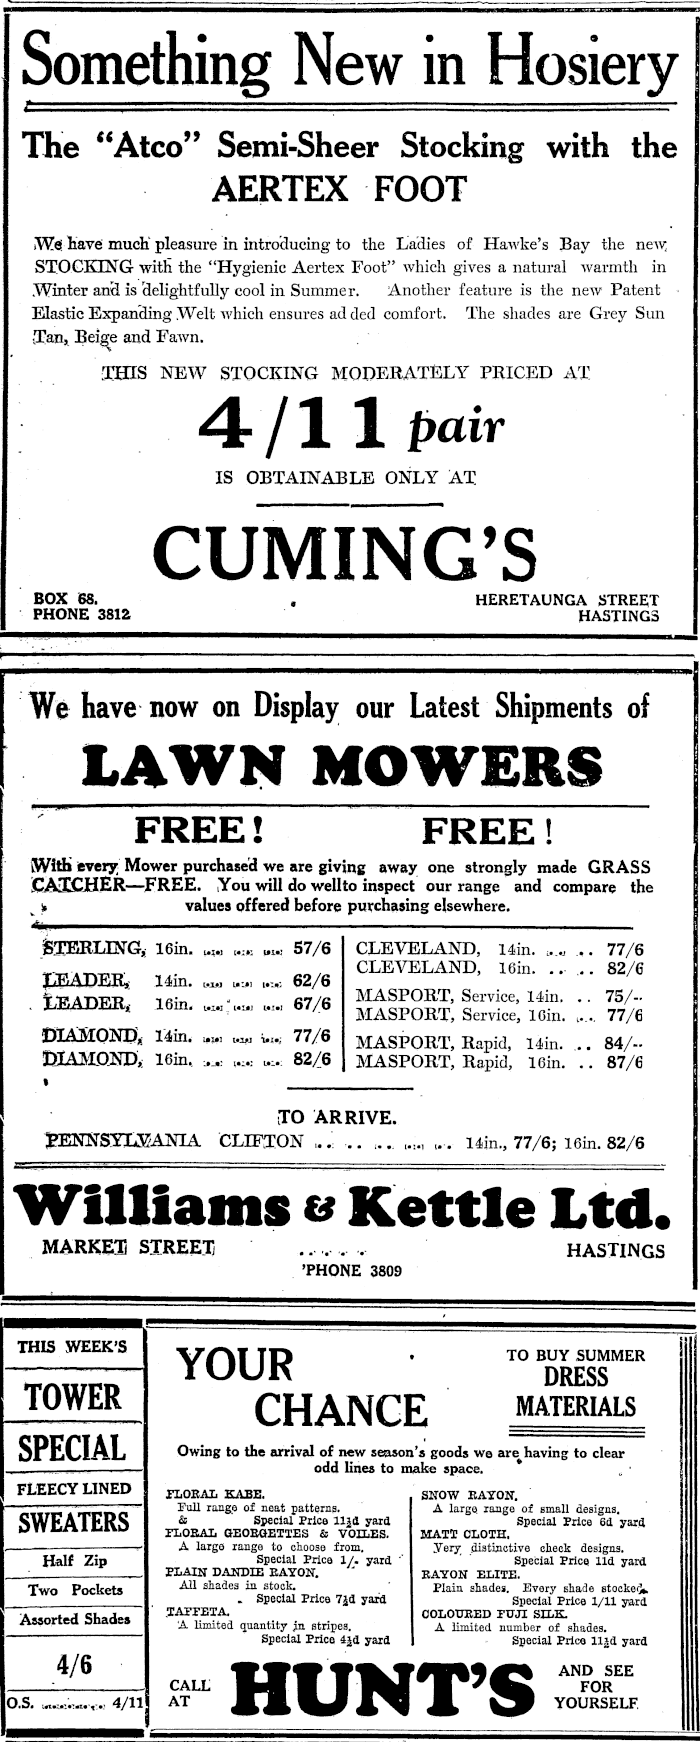 Something New in Hosiery
The "Atco" Semi-Sheer Stocking with the
AERTEX FOOT
We have much pleasure in introducing to the Ladies of Hawke's Bay the new
STOCKING with the "Hygienic Aertex Foot" which gives a natural warmth in
Winter and is delightfully cool in Summer. Another feature is the new Patent
Elastic Expanding Welt which ensures ad ded comfort. The shades are Grey Sun
Tan, Beige and Fawn.
THIS NEW STOCKING MODERATELY PRICED AT
4/11 pair
IS OBTAINABLE ONLY AT
CUMING'S
BOX 68.
PHONE 3812
HERETAUNGA STREET
HASTINGS
We have now on Display our Latest Shipments of
LAWN MOWERS
FREE! FREE!
With every Mower purchased we are giving away one strongly made GRASS
CATCHER—FREE. You will do wellto inspect our range and compare the
values offered before purchasing elsewhere.
STERLING, 16in. .... .... .... 57/6
LEADER, 14in. .... .... .... 62/6
LEADER, 16in. .... .... .... 67/6
DIAMOND, 14in. .... .... .... 77/6
DIAMOND, 16in. .... .... .... 82/6
CLEVELAND, 14in. .... .. 77/6
CLEVELAND, 16in. .. .. .. 82/6
MASPORT, Service, 14in. .. 75/--
MASPORT, Service, 16in. ... 77/6
MASPORT, Rapid, 14in. .. 84/--
MASPORT, Rapid, 16in. .. 87/6
TO ARRIVE.
PENNSYLVANIA CLIFTON .. .. .. .. .... .. 14in., 77/6; 16in. 82/6
Williams & Kettle Ltd.
MARKET STREET HASTINGS
'PHONE 3809
THIS WEEK'S
TOWER
SPECIAL
FLEECY LINED
SWEATERS
Half Zip
Two Pockets
Assorted Shades
4/6
O.S. ............ 4/11
YOUR
CHANCE
TO BUY SUMMER
DRESS
MATERIALS
Owing to the arrival of new season's goods we are having to clear
odd lines to make space.
FLORAL KABE.
Full range of neat patterns.
& Special Price 11½d yard
FLORAL GEORGETTES & VOILES.
A large range to choose from.
Special Price 1/- yard
PLAIN DANDIE RAYON.
All shades in stock.
Special Price 7½d yard
TAFFETA.
A limited quantity in stripes.
Special Price 4½d yard
SNOW RAYON.
A large range of small designs.
Special Price 6d yard
MATT CLOTH.
Very distinctive check designs.
Special Price 11d yard
RAYON ELITE.
Plain shades. Every shade stocked.
Special Price 1/11 yard
COLOURED FUJI SILK.
A limited number of shades.
Special Price 11½d yard
CALL
AT
HUNT'S
AND SEE
FOR
YOURSELF